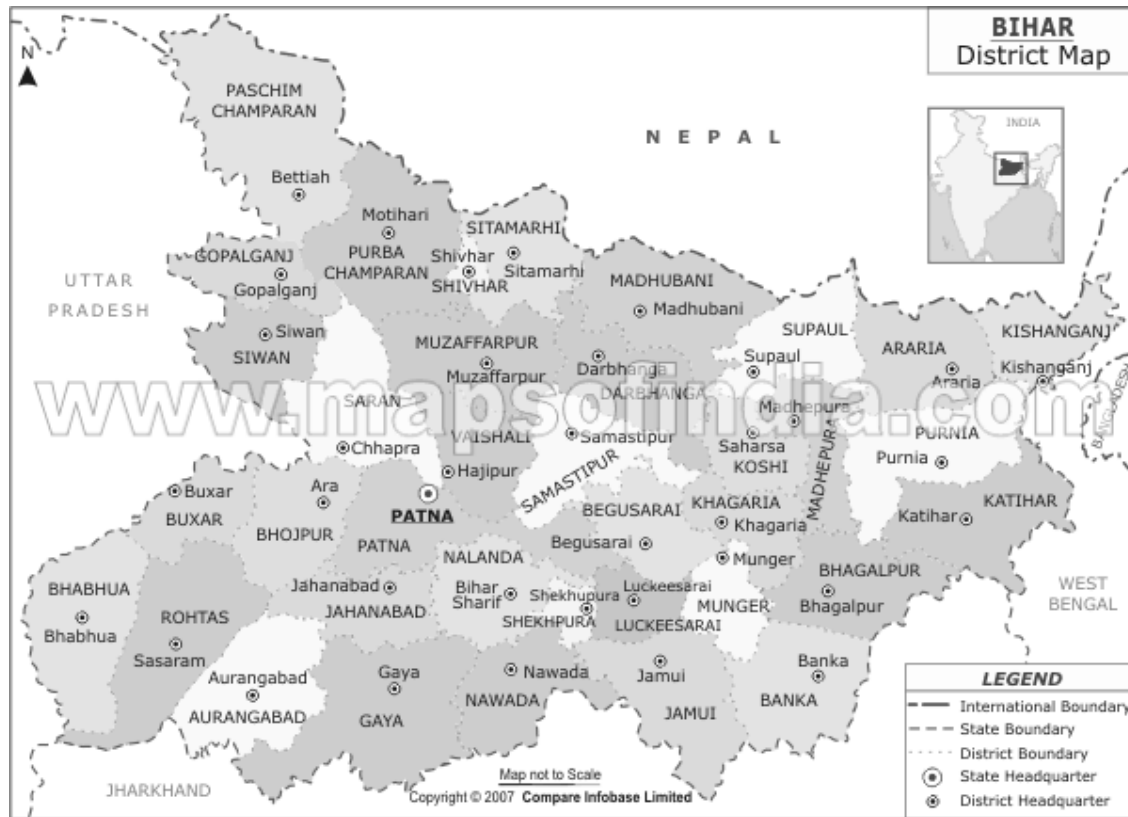 BIHAR
District Map
N
PASCHIM
CHAMPARAN
NEPAL
INDIA
Bettiah
Motihari
PURBA
CHAMPARAN
SITAMARHI
Shivhar
SHIVHAR
Sitamarhi
GOPALGANJ
Gopalganj
UTTAR
PRADESH
MADHUBANI
Madhubani
Siwan
SIWAN
MUZAFFARPUR
Muzaffarpur
Darbhanga
DARBHANGA
SUPAUL
Supaul
ARARIA
Araria
KISHANGANJ
Kishanganj
BANGLADESH
www.mapsofindia.com
SARAN
Chhapra
VAISHALI
Hajipur
Samastipur
SAMASTIPUR
Madhepura
MADHEPURA
Saharsa
KOSHI
PURNIA
Purnia
Buxar
BUXAR
Ara
BHOJPUR
PATNA
PATNA
BEGUSARAI
Begusarai
KHAGARIA
Khagaria
KATIHAR
Katihar
NALANDA
Bihar
Sharif
Jahanabad
JAHANABAD
Shekhupura
SHEKHPURA
Luckeesarai
LUCKEESARAI
Munger
MUNGER
BHAGALPUR
Bhagalpur
WEST
BENGAL
BHABHUA
Bhabhua
ROHTAS
Sasaram
Aurangabad
AURANGABAD
Gaya
GAYA
Nawada
NAWADA
Jamui
JAMUI
Banka
BANKA
JHARKHAND
Map not to Scale
Copyright © 2007 Compare Infobase Limited
LEGEND
International Boundary
State Boundary
District Boundary
State Headquarter
District Headquarter